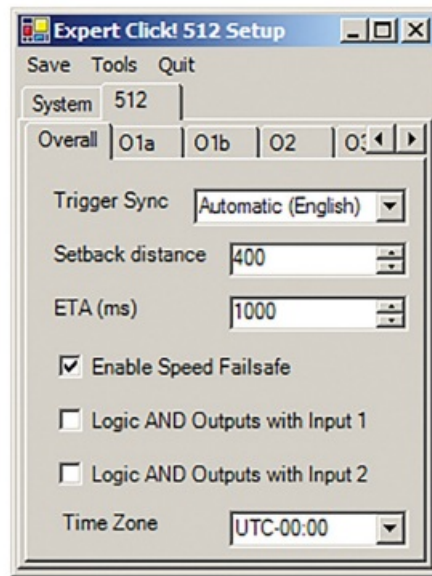 Expert Click! 512 Setup
Save Tools Quit
System 512
Overall O1a O1b O2
Trigger Sync Automatic (English)
Setback distance 400
ETA (ms) 1000
Enable Speed Failsafe
Logic AND Outputs with Input 1
Logic AND Outputs with Input 2
Time Zone UTC-00:00